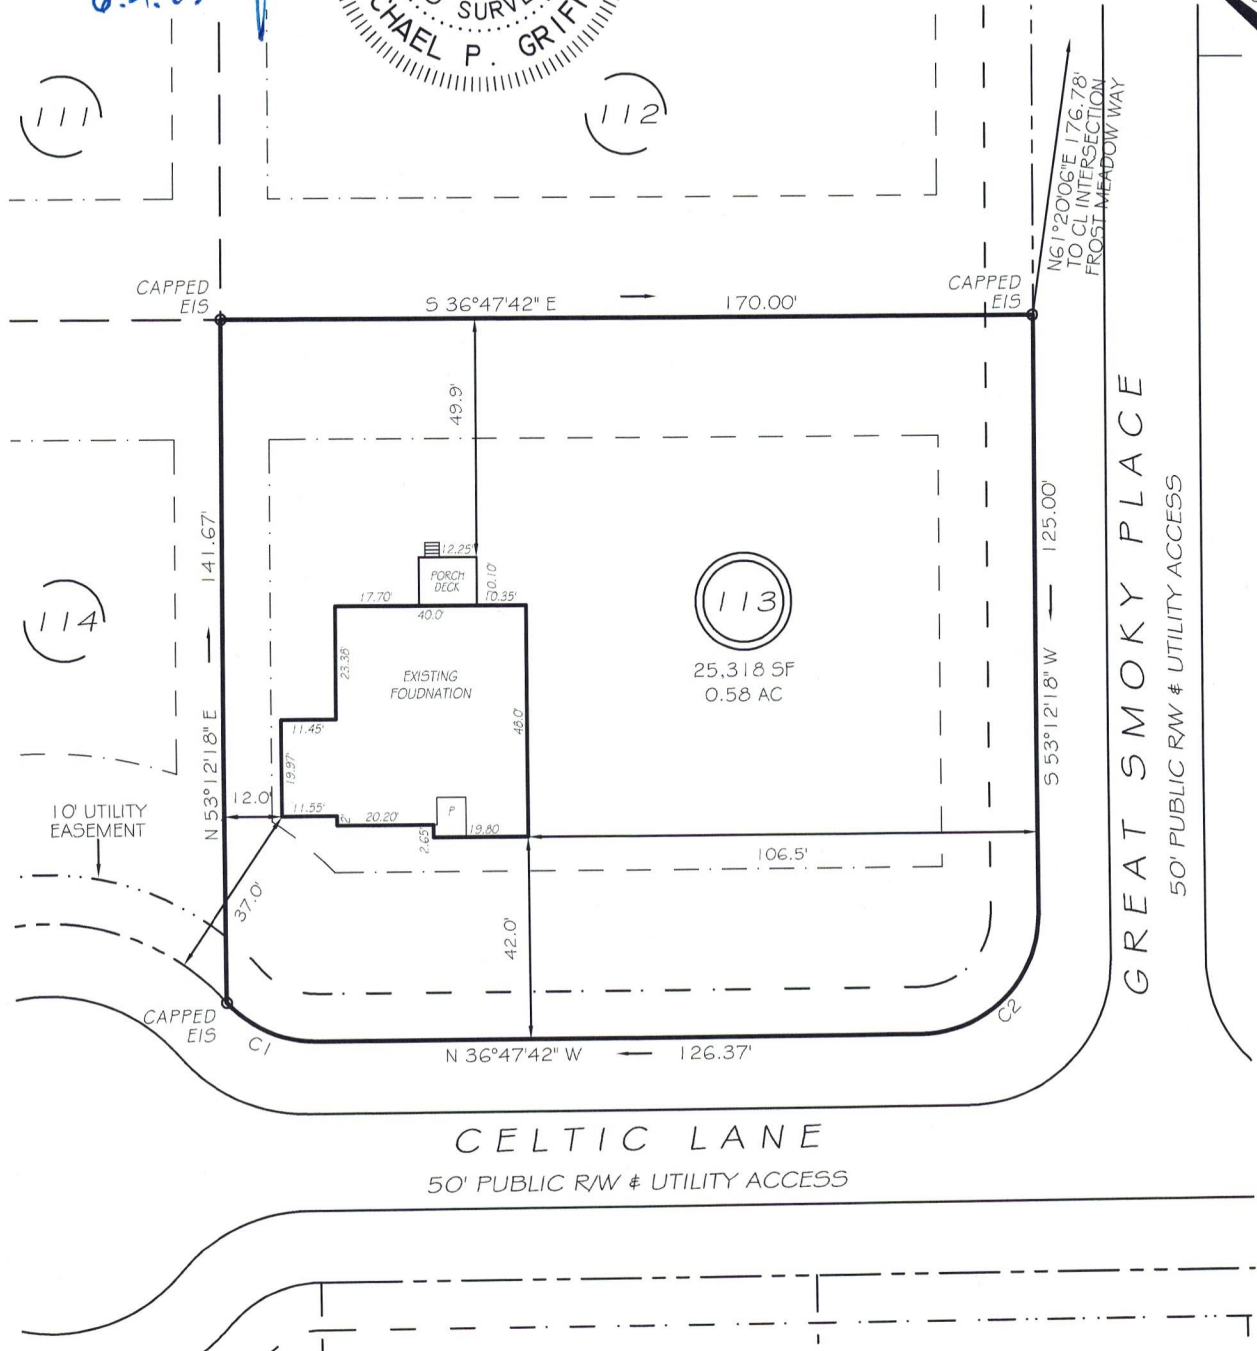 SURVE
CHAEL P. GRIFF
111
112
N61°20'06"E 176.78'
TO CL INTERSECTION
FROST MEADOW WAY
CAPPED
EIS
S 36°47'42" E
170.00'
CAPPED
EIS
49.9'
141.67'
N 53°12'18" E
125.00'
S 53°12'18" W
GREAT SMOKY PLACE
50' PUBLIC R/W & UTILITY ACCESS
12.25'
PORCH
DECK
17.70'
10.35'
40.0'
113
25,318 SF
0.58 AC
114
23.38'
EXISTING
FOUDNATION
48.0'
11.45'
19.97'
12.0'
11.55'
2'
20.20'
P
2.65'
19.80
106.5'
10' UTILITY
EASEMENT
37.0'
42.0'
CAPPED
EIS
C1
C2
N 36°47'42" W
126.37'
CELTIC LANE
50' PUBLIC R/W & UTILITY ACCESS